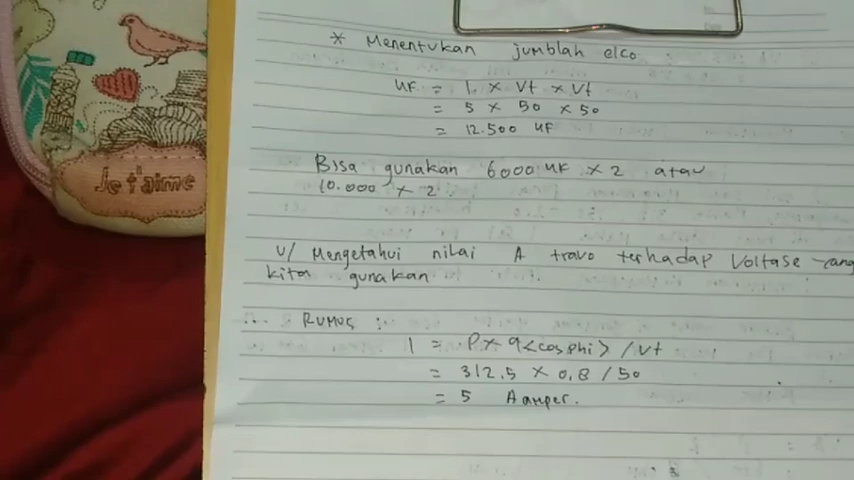 Je t'aime
* Menentukan jumblah elco
UF = 1 x Vt x Vt
= 5 x 50 x 50
= 12.500 UF
Bisa gunakan 6000 UF x 2 atau
10.000 x 2.
U/ Mengetahui nilai A travo terhadap Voltase yang
kita gunakan
RUMUS :
I = P x q <cos phi> / Vt
= 312,5 x 0,8 / 50
= 5 Aamper.